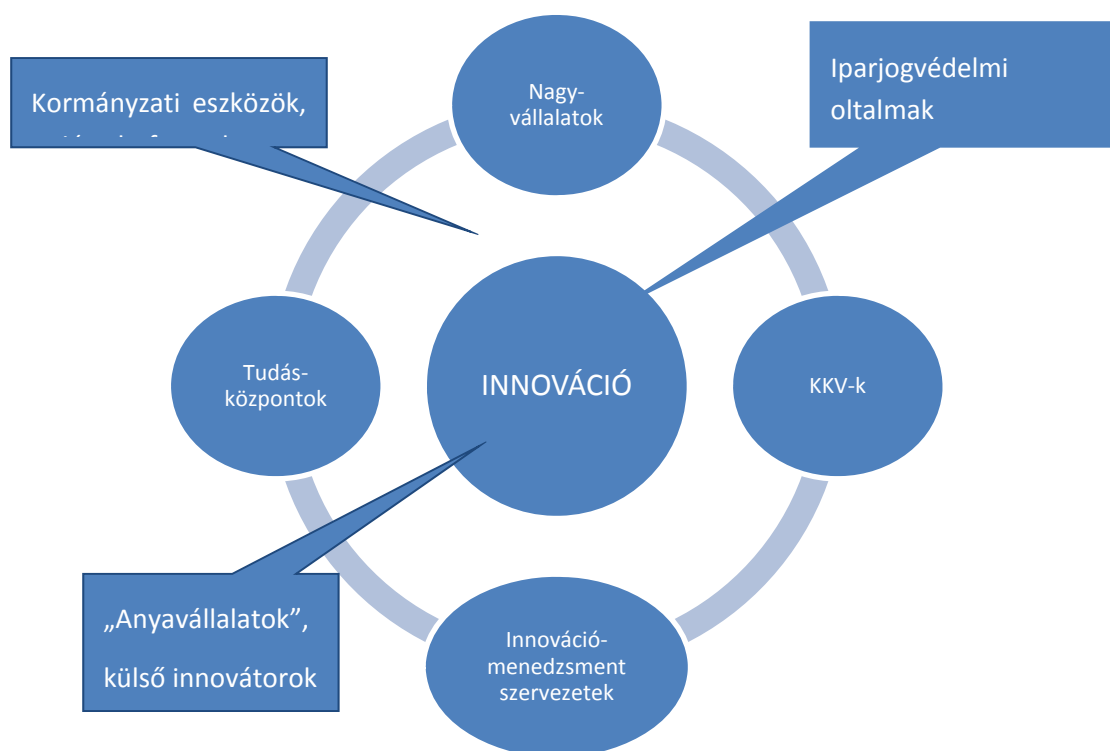 Kormányzati eszközök,
Nagy-
vállalatok
Iparjogvédelmi
oltalmak
Tudás-
központok
INNOVÁCIÓ
KKV-k
„Anyavállalatok”,
külső innovátorok
Innováció-
menedzsment
szervezetek